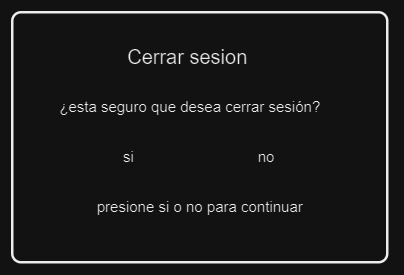 Cerrar sesion
¿esta seguro que desea cerrar sesión?
si no
presione si o no para continuar